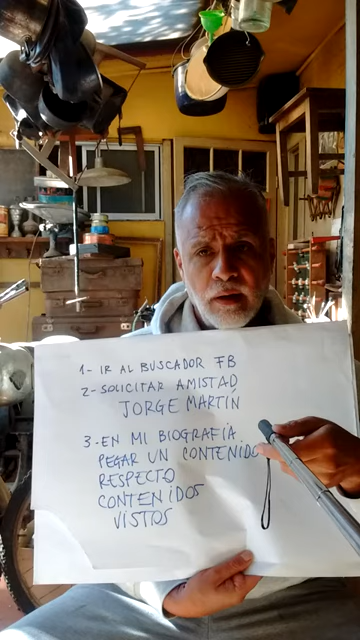 1- IR AL BUSCADOR FB
2- SOLICITAR AMISTAD
JORGE MARTÍN
3.-EN MI BIOGRAFIA
PEGAR UN CONTENIDO
RESPECTO
CONTENIDOS
VISTOS